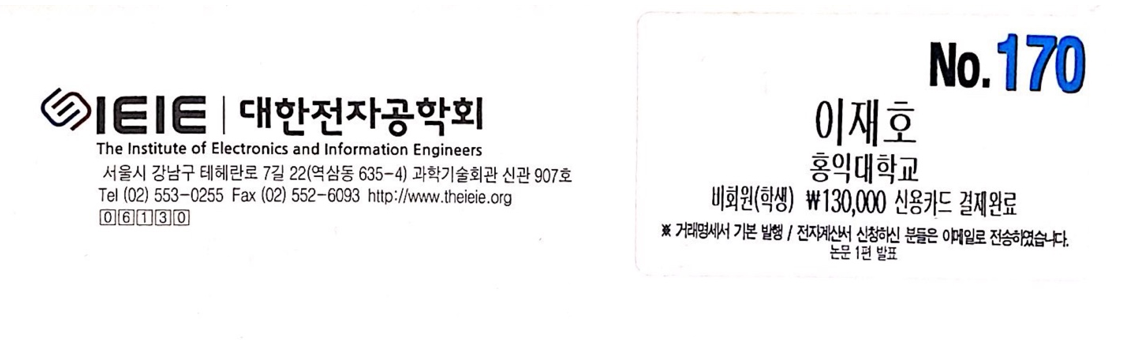 IEIE | 대한전자공학회
The Institute of Electronics and Information Engineers
서울시 강남구 테헤란로 7길 22(역삼동 635-4) 과학기술회관 신관 907호
Tel (02) 553-0255 Fax (02) 552-6093 http://www.theieie.org
06130
No.170
이재호
홍익대학교
비회원(학생) ₩130,000 신용카드 결제완료
※ 거래명세서 기본 발행 / 전자계산서 신청하신 분들은 이메일로 전송하였습니다.
논문 1편 발표